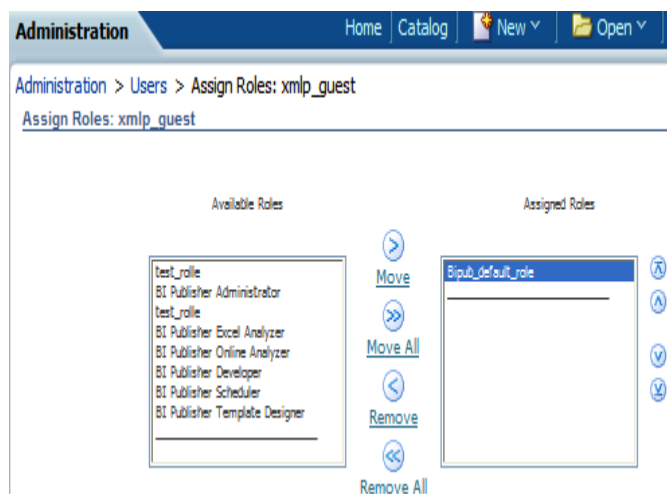 Administration
Home Catalog New Open
Administration > Users > Assign Roles: xmlp_guest
Assign Roles: xmlp_guest
Available Roles
Assigned Roles
test_rolle
BI Publisher Administrator
test_rolle
BI Publisher Excel Analyzer
BI Publisher Online Analyzer
BI Publisher Developer
BI Publisher Scheduler
BI Publisher Template Designer
Move
Move All
Remove
Remove All
Bipub_default_role